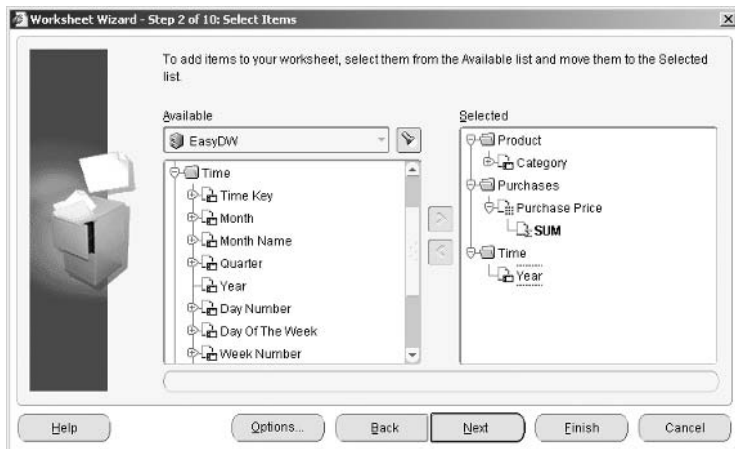 Worksheet Wizard - Step 2 of 10: Select Items
To add items to your worksheet, select them from the Available list and move them to the Selected
list.
Available
EasyDW
Time
Time Key
Month
Month Name
Quarter
Year
Day Number
Day Of The Week
Week Number
Selected
Product
Category
Purchases
Purchase Price
SUM
Time
Year
Help
Options...
Back
Next
Finish
Cancel